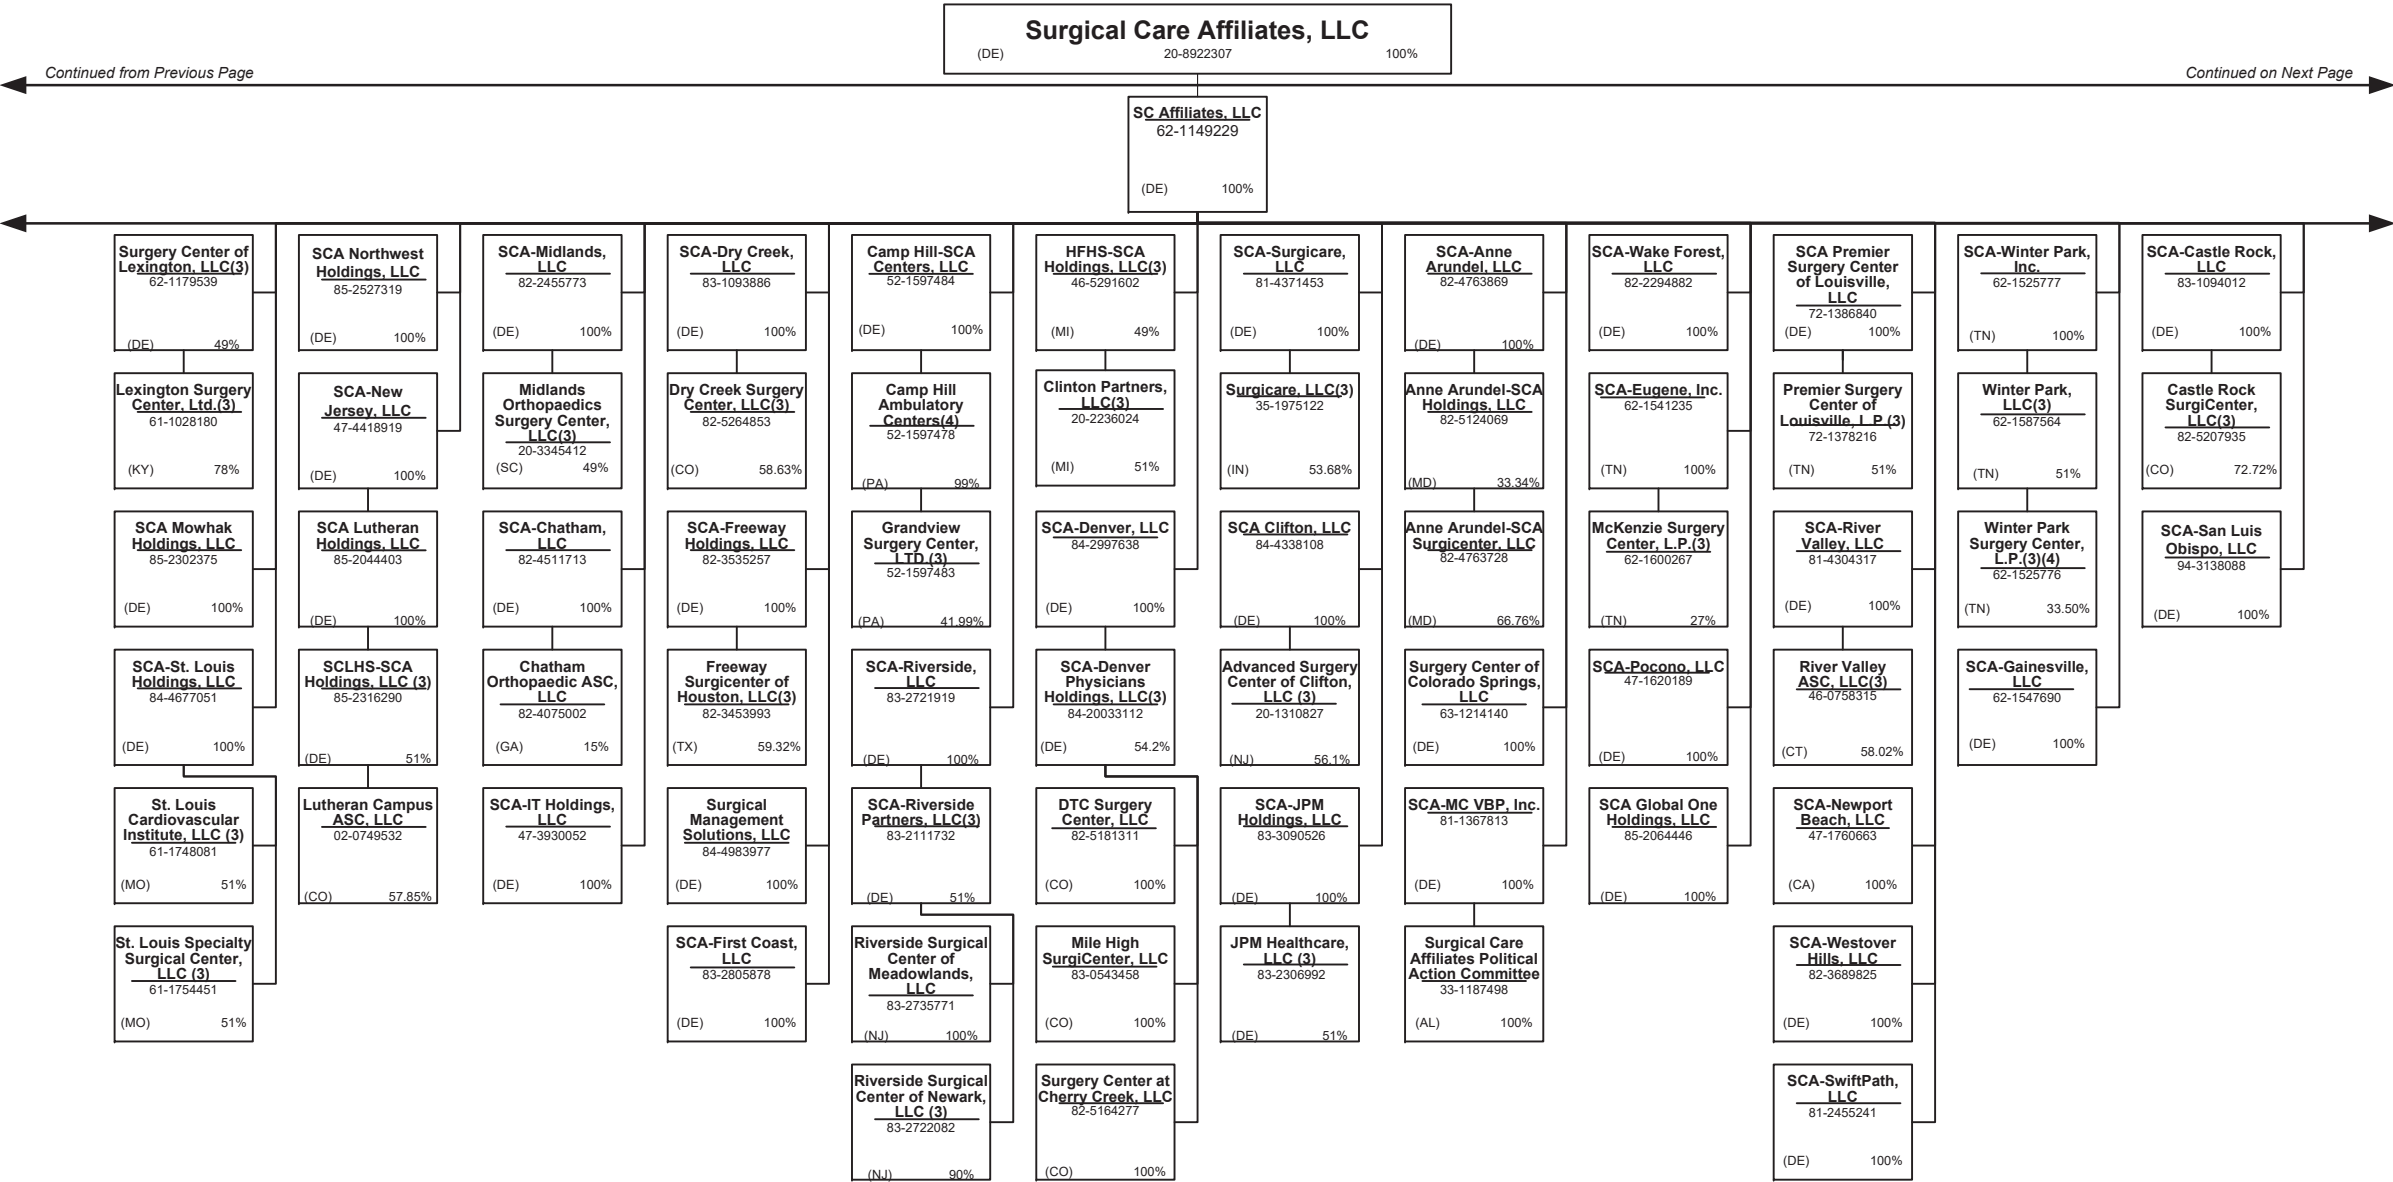 Surgical Care Affiliates, LLC
(DE) 20-8922307 100%
Continued from Previous Page
Continued on Next Page
SC Affiliates, LLC
62-1149229
(DE) 100%
Surgery Center of
Lexington, LLC(3)
62-1179539
(DE) 49%
Lexington Surgery
Center, Ltd.(3)
61-1028180
(KY) 78%
SCA Mowhak
Holdings, LLC
85-2302375
(DE) 100%
SCA-St. Louis
Holdings, LLC
84-4677051
(DE) 100%
St. Louis
Cardiovascular
Institute, LLC (3)
61-1748081
(MO) 51%
St. Louis Specialty
Surgical Center,
LLC (3)
61-1754451
(MO) 51%
SCA Northwest
Holdings, LLC
85-2527319
(DE) 100%
SCA-New
Jersey, LLC
47-4418919
(DE) 100%
SCA Lutheran
Holdings, LLC
85-2044403
(DE) 100%
SCLHS-SCA
Holdings, LLC (3)
85-2316290
(DE) 51%
Lutheran Campus
ASC, LLC
02-0749532
(CO) 57.85%
SCA-Midlands,
LLC
82-2455773
(DE) 100%
Midlands
Orthopaedics
Surgery Center,
LLC(3)
20-3345412
(SC) 49%
SCA-Chatham,
LLC
82-4511713
(DE) 100%
Chatham
Orthopaedic ASC,
LLC
82-4075002
(GA) 15%
SCA-IT Holdings,
LLC
47-3930052
(DE) 100%
SCA-Dry Creek,
LLC
83-1093886
(DE) 100%
Dry Creek Surgery
Center, LLC(3)
82-5264853
(CO) 58.63%
SCA-Freeway
Holdings, LLC
82-3535257
(DE) 100%
Freeway
Surgicenter of
Houston, LLC(3)
82-3453993
(TX) 59.32%
Surgical
Management
Solutions, LLC
84-4983977
(DE) 100%
SCA-First Coast,
LLC
83-2805878
(DE) 100%
Camp Hill-SCA
Centers, LLC
52-1597484
(DE) 100%
Camp Hill
Ambulatory
Centers(4)
52-1597478
(PA) 99%
Grandview
Surgery Center,
LTD.(3)
52-1597483
(PA) 41.99%
SCA-Riverside,
LLC
83-2721919
(DE) 100%
SCA-Riverside
Partners, LLC(3)
83-2111732
(DE) 51%
Riverside Surgical
Center of
Meadowlands,
LLC
83-2735771
(NJ) 100%
Riverside Surgical
Center of Newark,
LLC (3)
83-2722082
(NJ) 90%
HFHS-SCA
Holdings, LLC(3)
46-5291602
(MI) 49%
Clinton Partners,
LLC(3)
20-2236024
(MI) 51%
SCA-Denver, LLC
84-2997638
(DE) 100%
SCA-Denver
Physicians
Holdings, LLC(3)
84-20033112
(DE) 54.2%
DTC Surgery
Center, LLC
82-5181311
(CO) 100%
Mile High
SurgiCenter, LLC
83-0543458
(CO) 100%
Surgery Center at
Cherry Creek, LLC
82-5164277
(CO) 100%
SCA-Surgicare,
LLC
81-4371453
(DE) 100%
Surgicare, LLC(3)
35-1975122
(IN) 53.68%
SCA Clifton, LLC
84-4338108
(DE) 100%
Advanced Surgery
Center of Clifton,
LLC (3)
20-1310827
(NJ) 56.1%
SCA-JPM
Holdings, LLC
83-3090526
(DE) 100%
JPM Healthcare,
LLC (3)
83-2306992
(DE) 51%
SCA-Anne
Arundel, LLC
82-4763869
(DE) 100%
Anne Arundel-SCA
Holdings, LLC
82-5124069
(MD) 33.34%
Anne Arundel-SCA
Surgicenter, LLC
82-4763728
(MD) 66.76%
Surgery Center of
Colorado Springs,
LLC
63-1214140
(DE) 100%
SCA-MC VBP, Inc.
81-1367813
(DE) 100%
Surgical Care
Affiliates Political
Action Committee
33-1187498
(AL) 100%
SCA-Wake Forest,
LLC
82-2294882
(DE) 100%
SCA-Eugene, Inc.
62-1541235
(TN) 100%
McKenzie Surgery
Center, L.P.(3)
62-1600267
(TN) 27%
SCA-Pocono, LLC
47-1620189
(DE) 100%
SCA Global One
Holdings, LLC
85-2064446
(DE) 100%
SCA Premier
Surgery Center
of Louisville,
LLC
72-1386840
(DE) 100%
Premier Surgery
Center of
Louisville, L.P.(3)
72-1378216
(TN) 51%
SCA-River
Valley, LLC
81-4304317
(DE) 100%
River Valley
ASC, LLC(3)
46-0758315
(CT) 58.02%
SCA-Newport
Beach, LLC
47-1760663
(CA) 100%
SCA-Westover
Hills, LLC
82-3689825
(DE) 100%
SCA-SwiftPath,
LLC
81-2455241
(DE) 100%
SCA-Winter Park,
Inc.
62-1525777
(TN) 100%
Winter Park,
LLC(3)
62-1587564
(TN) 51%
Winter Park
Surgery Center,
L.P.(3)(4)
62-1525776
(TN) 33.50%
SCA-Gainesville,
LLC
62-1547690
(DE) 100%
SCA-Castle Rock,
LLC
83-1094012
(DE) 100%
Castle Rock
SurgiCenter,
LLC(3)
82-5207935
(CO) 72.72%
SCA-San Luis
Obispo, LLC
94-3138088
(DE) 100%